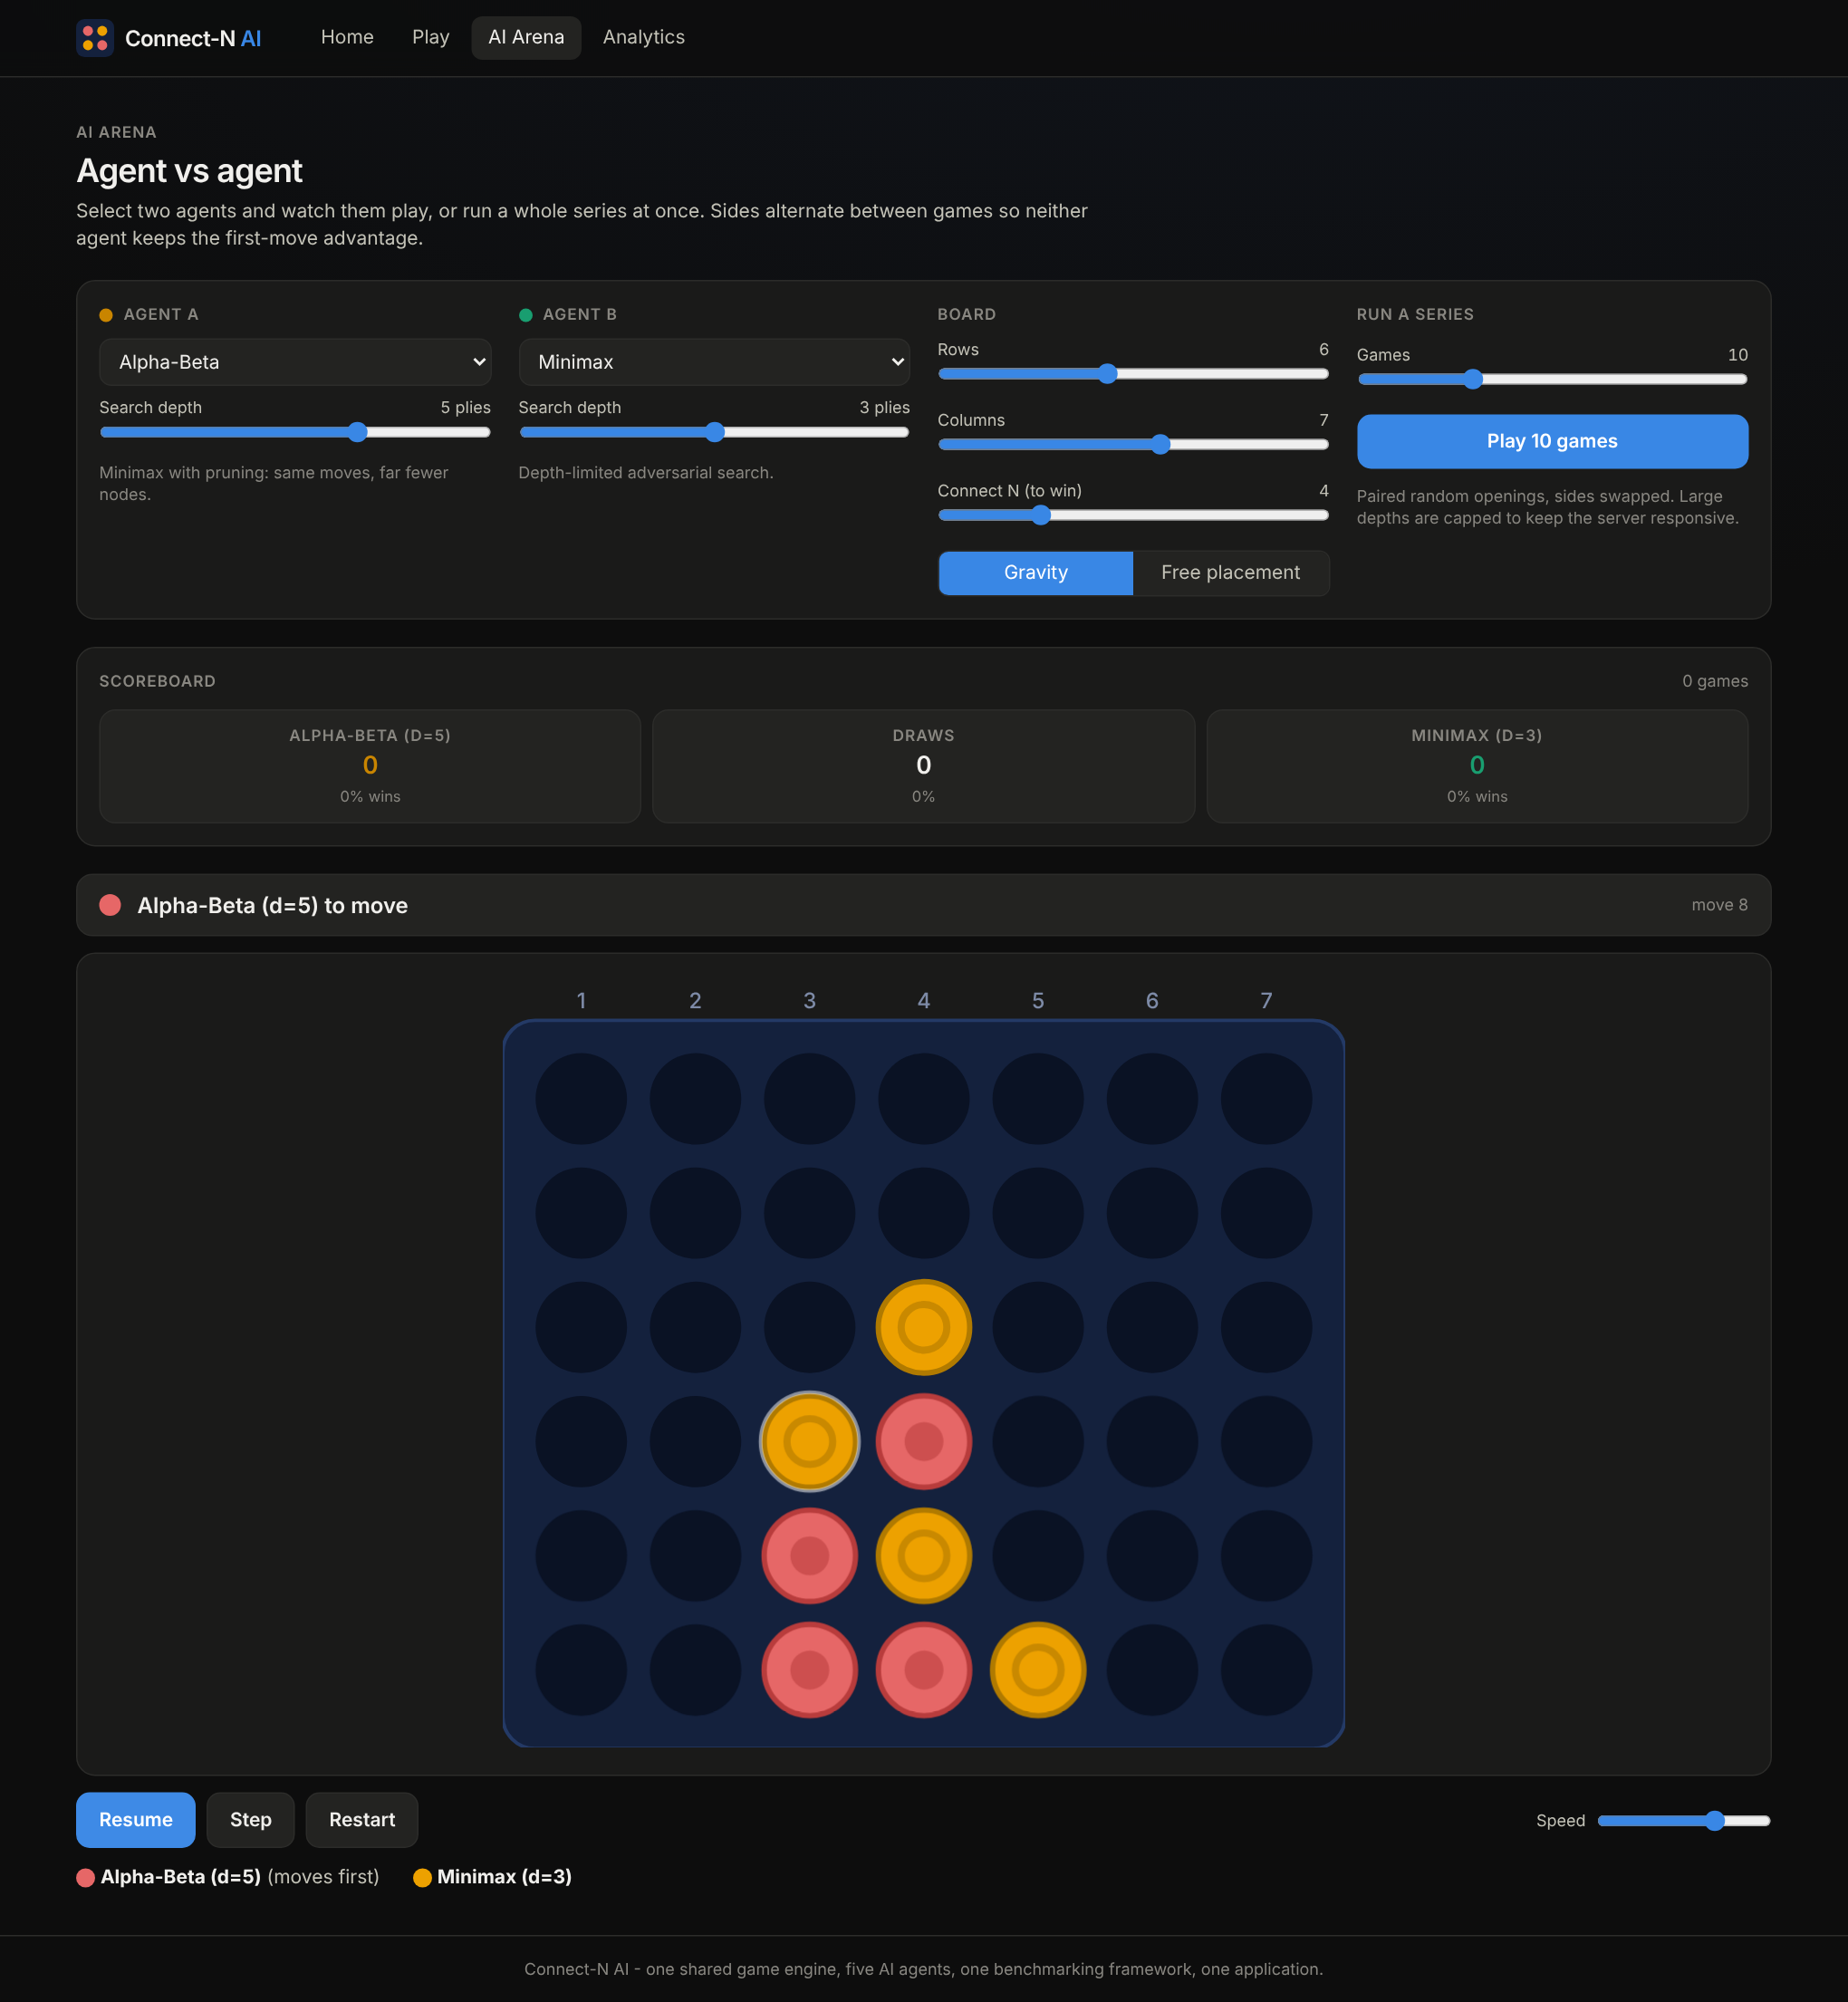 Connect-N AI
Home
Play
AI Arena
Analytics
AI ARENA
Agent vs agent
Select two agents and watch them play, or run a whole series at once. Sides alternate between games so neither
agent keeps the first-move advantage.
AGENT A
Alpha-Beta
Search depth 5 plies
Minimax with pruning: same moves, far fewer
nodes.
AGENT B
Minimax
Search depth 3 plies
Depth-limited adversarial search.
BOARD
Rows 6
Columns 7
Connect N (to win) 4
Gravity Free placement
RUN A SERIES
Games 10
Play 10 games
Paired random openings, sides swapped. Large
depths are capped to keep the server responsive.
SCOREBOARD 0 games
ALPHA-BETA (D=5)
0
0% wins
DRAWS
0
0%
MINIMAX (D=3)
0
0% wins
Alpha-Beta (d=5) to move move 8
1 2 3 4 5 6 7
Resume Step Restart Speed
Alpha-Beta (d=5) (moves first) Minimax (d=3)
Connect-N AI - one shared game engine, five AI agents, one benchmarking framework, one application.